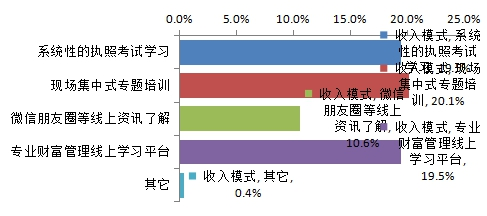 0.0% 5.0% 10.0% 15.0% 20.0% 25.0%
系统性的执照考试学习
收入模式, 系统
性的执照考试
现场集中式专题培训
收入模式, 现场
集中式专题培
训, 20.1%
微信朋友圈等线上资讯了解
收入模式, 微信
朋友圈等线上
资讯了解
10.6%
专业财富管理线上学习平台
收入模式, 专业
财富管理线上
学习平台,
19.5%
其它
收入模式, 其它,
0.4%